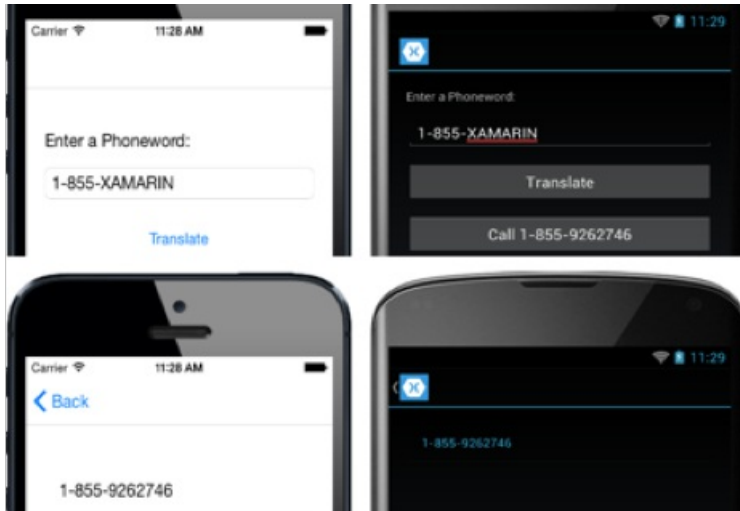 Carrier 11:28 AM
Enter a Phoneword:
1-855-XAMARIN
Translate
11:29
Enter a Phoneword:
1-855-XAMARIN
Translate
Call 1-855-9262746
Carrier 11:28 AM
Back
1-855-9262746
11:29
1-855-9262746